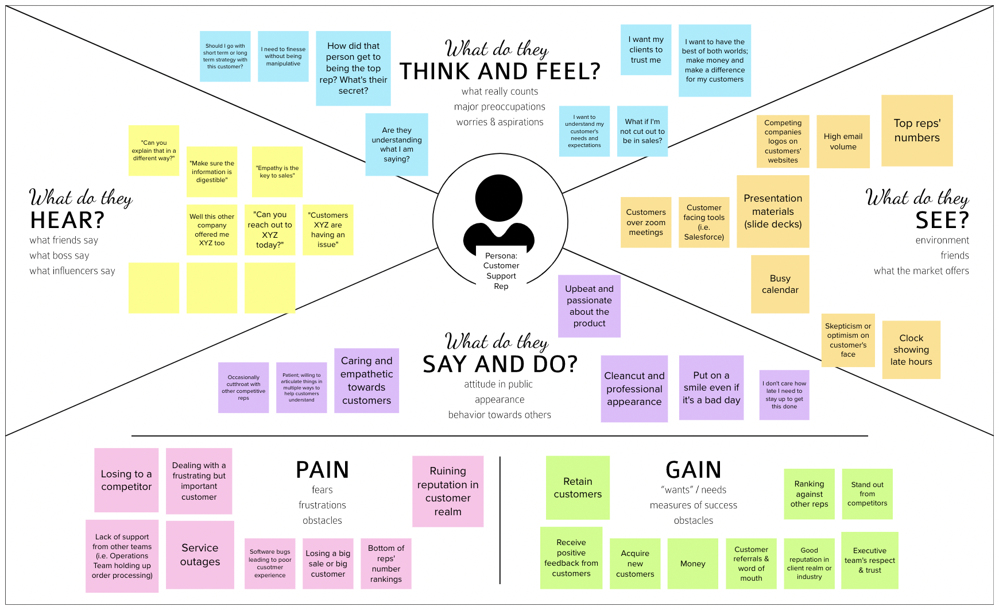 What do they
THINK AND FEEL?
what really counts
major preoccupations
worries & aspirations
Should I go with
short term or long
term strategy with
this customer?
I need to finesse
without being
manipulative
How did that
person get to
being the top
rep? What's their
secret?
Are they
understanding
what I am
saying?
I want my
clients to
trust me
I want to have the
best of both worlds;
make money and
make a difference
for my customers
I want to
understand my
customer's
needs and
expectations
What if I'm
not cut out to
be in sales?
What do they
HEAR?
what friends say
what boss say
what influencers say
"Can you
explain that in a
different way?"
"Make sure the
information is
digestible"
"Empathy is the
key to sales"
Well this other
company
offered me
XYZ too
"Can you
reach out to
XYZ
today?"
"Customers
XYZ are
having an
issue"
Persona:
Customer
Support
Rep
What do they
SEE?
environment
friends
what the market offers
Competing
companies
logos on
customers'
websites
High email
volume
Top reps'
numbers
Customers
over zoom
meetings
Customer
facing tools
(i.e.
Salesforce)
Presentation
materials
(slide decks)
Busy
calendar
Skepticism or
optimism on
customer's
face
Clock
showing
late hours
What do they
SAY AND DO?
attitude in public
appearance
behavior towards others
Occasionally
cutthroat with
other competitive
reps
Patient; willing to
articulate things in
multiple ways to
help customers
understand
Caring and
empathetic
towards
customers
Upbeat and
passionate
about the
product
Cleancut and
professional
appearance
Put on a
smile even if
it's a bad day
I don't care how
late I need to
stay up to get
this done
PAIN
fears
frustrations
obstacles
Losing to a
competitor
Dealing with a
frustrating but
important
customer
Ruining
reputation in
customer
realm
Lack of support
from other teams
(i.e. Operations
Team holding up
order processing)
Service
outages
Software bugs
leading to poor
cusotmer
experience
Losing a big
sale or big
customer
Bottom of
reps'
number
rankings
GAIN
“wants” / needs
measures of success
obstacles
Retain
customers
Ranking
against
other reps
Stand out
from
competitors
Receive
positive
feedback from
customers
Acquire
new
customers
Money
Customer
referrals &
word of
mouth
Good
reputation in
client realm or
industry
Executive
team's respect
& trust